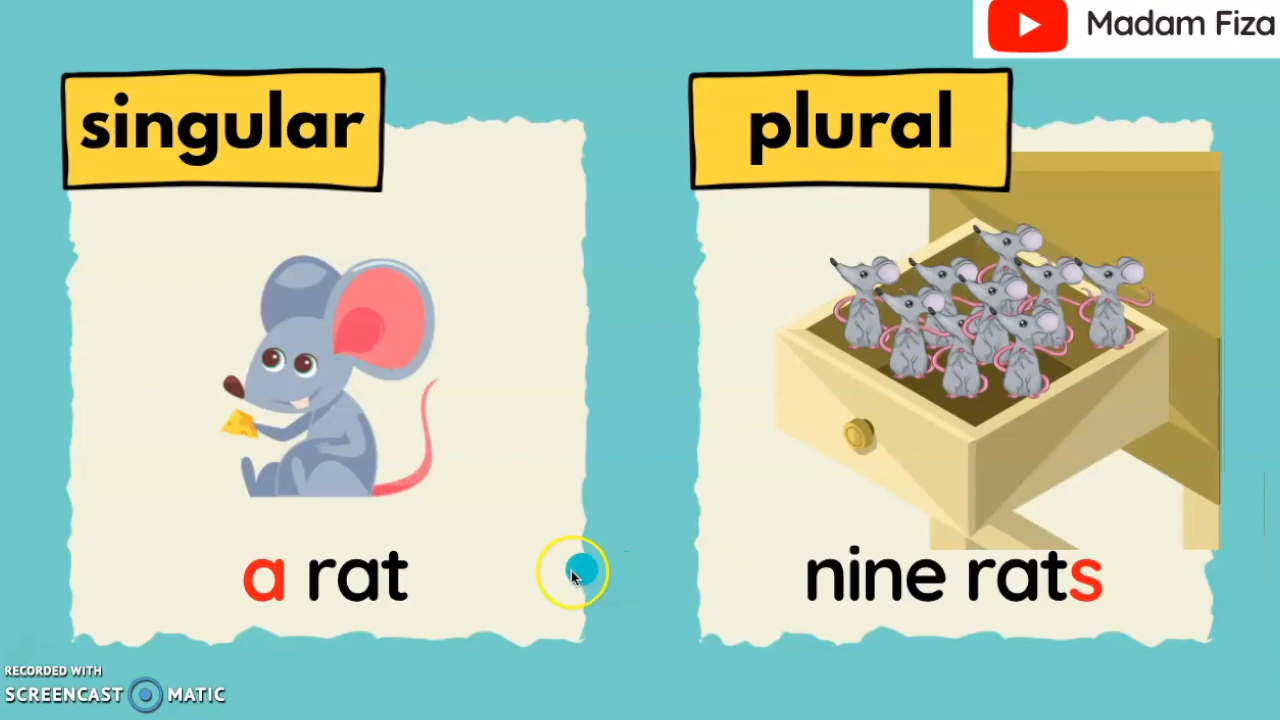 Madam Fiza
singular
plural
a rat
nine rats
RECORDED WITH
SCREENCAST MATIC